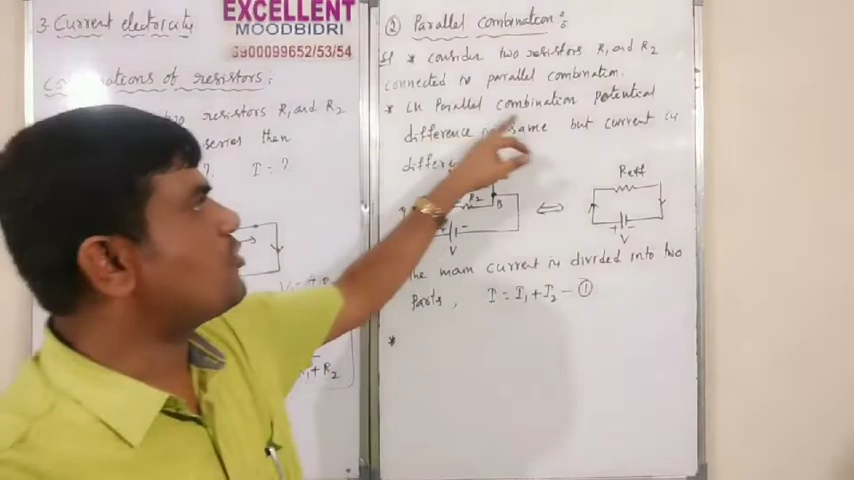 3. Current electricity
EXCELLENT
MOODBIDRI
6900099652/53/54
Combinations of resistors :
two resistors R1 and R2
series then
? I = ?
R1 + R2
② Parallel Combination :
* consider two resistors R1 and R2
connected in parallel combination.
* In Parallel combination potential
difference is same but current is
different
R2
B
+ -
V
Reff
+ -
V
The main current is divided into two
parts, I = I1 + I2 - ①
*